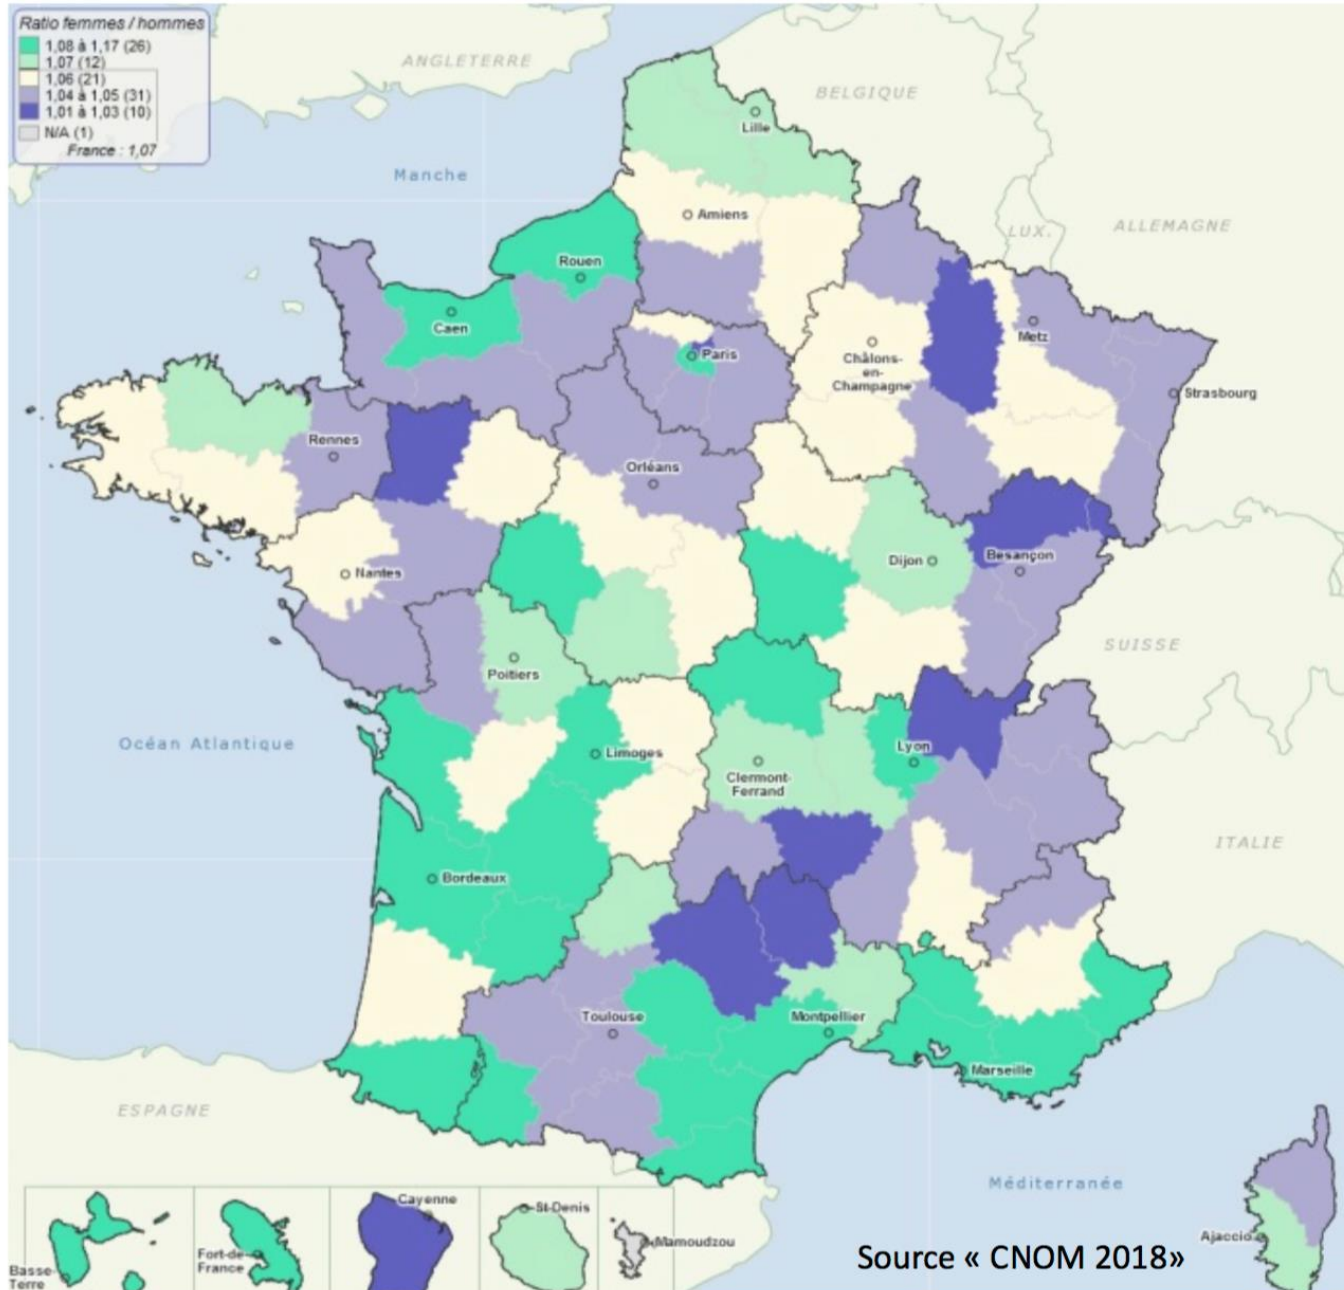 Ratio femmes / hommes
1,08 à 1,17 (26)
1,07 (12)
1,06 (21)
1,04 à 1,05 (31)
1,01 à 1,03 (10)
N/A (1)
France : 1,07
ANGLETERRE
BELGIQUE
Lille
Manche
Amiens
LUX.
ALLEMAGNE
Rouen
Caen
Metz
Paris
Châlons-
en-
Champagne
Strasbourg
Rennes
Orléans
Dijon
Besançon
Nantes
SUISSE
Poitiers
Océan Atlantique
Lyon
Limoges
Clermont-
Ferrand
ITALIE
Bordeaux
Toulouse
Montpellier
Marseille
ESPAGNE
Méditerranée
Cayenne
St-Denis
Mamoudzou
Ajaccio
Fort-de-
France
Basse-
Terre
Source « CNOM 2018»